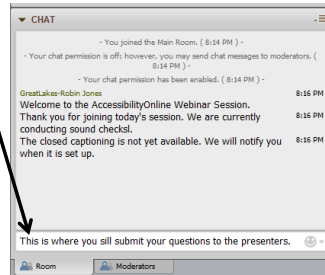 CHAT
- You joined the Main Room. ( 8:14 PM ) -
- Your chat permission is off; however, you may send chat messages to moderators. (
8:14 PM ) -
- Your chat permission has been enabled. ( 8:14 PM ) -
GreatLakes-Robin Jones 8:16 PM
Welcome to the AccessibilityOnline Webinar Session.
Thank you for joining today's session. We are currently 8:16 PM
conducting sound checksl.
The closed captioning is not yet available. We will notify you 8:16 PM
when it is set up.
This is where you sill submit your questions to the presenters.
Room Moderators